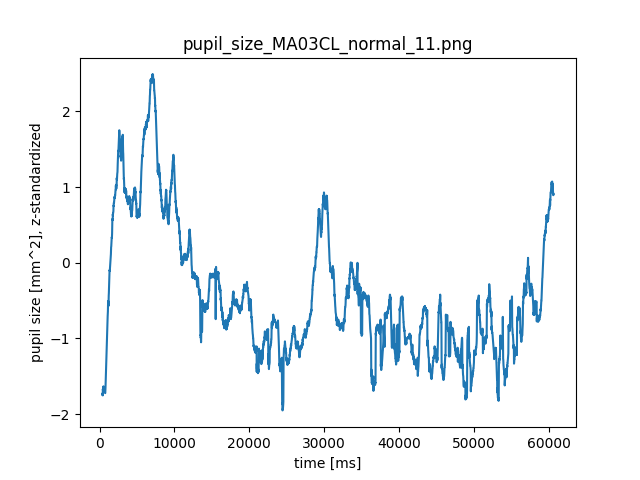 pupil_size_MA03CL_normal_11.png
pupil size [mm^2], z-standardized
2
1
0
−1
−2
0 10000 20000 30000 40000 50000 60000
time [ms]